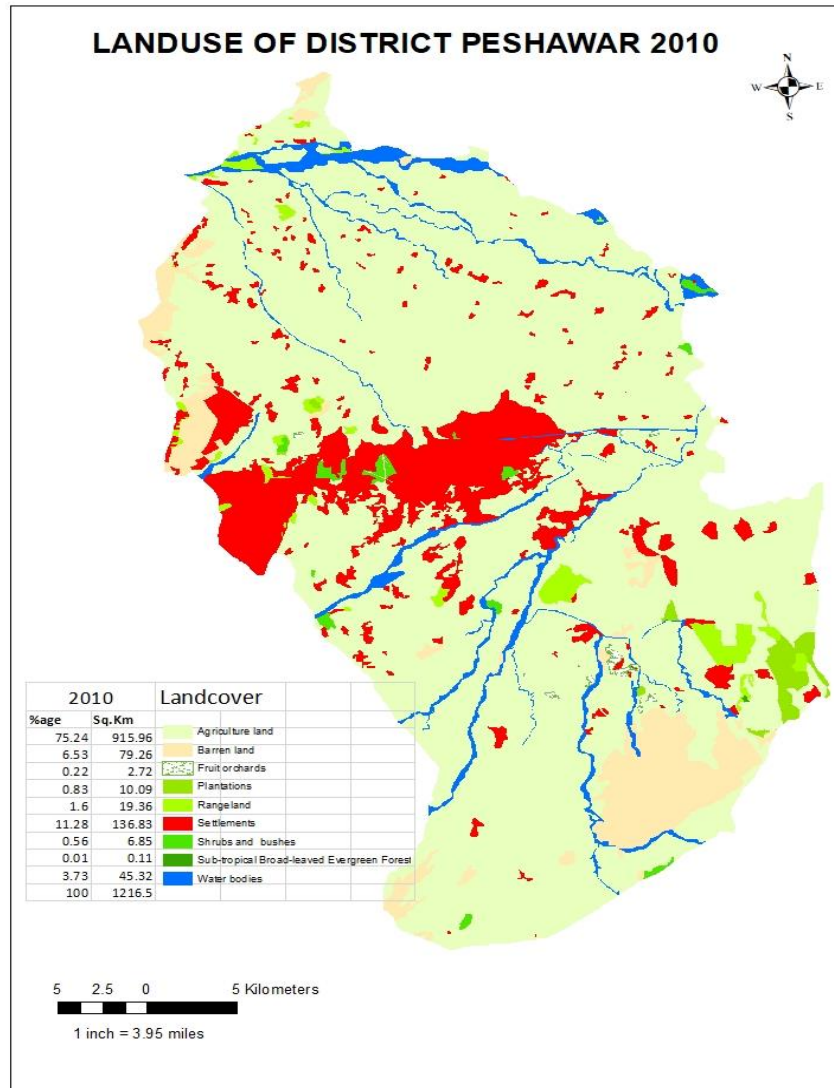 LANDUSE OF DISTRICT PESHAWAR 2010
N
W E
S
2010 Landcover
%age Sq.Km
75.24 915.96 Agriculture land
6.53 79.26 Barren land
0.22 2.72 Fruit orchards
0.83 10.09 Plantations
1.6 19.36 Rangeland
11.28 136.83 Settlements
0.56 6.85 Shrubs and bushes
0.01 0.11 Sub-tropical Broad-leaved Evergreen Forest
3.73 45.32 Water bodies
100 1216.5
5 2.5 0 5 Kilometers
1 inch = 3.95 miles